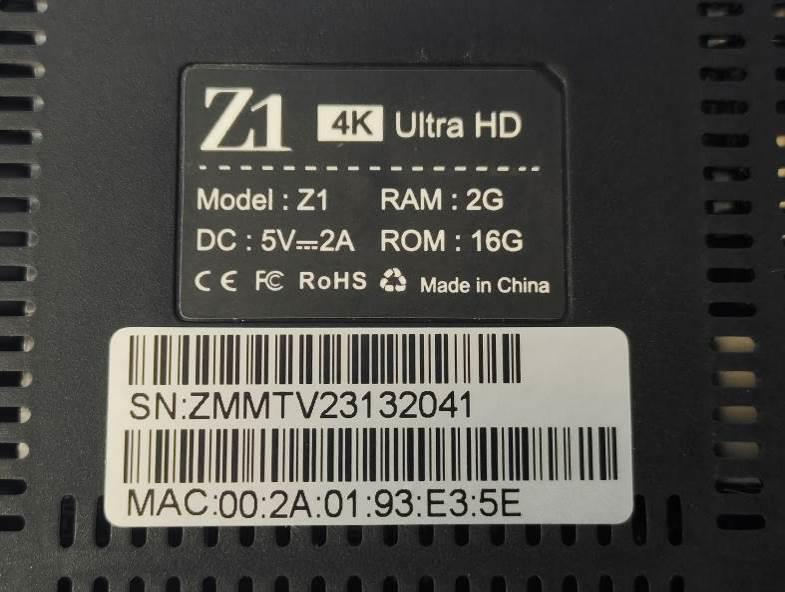 Z1 4K Ultra HD
Model : Z1 RAM : 2G
DC : 5V⎓2A ROM : 16G
CE FC RoHS Made in China
SN:ZMMTV23132041
MAC:00:2A:01:93:E3:5E